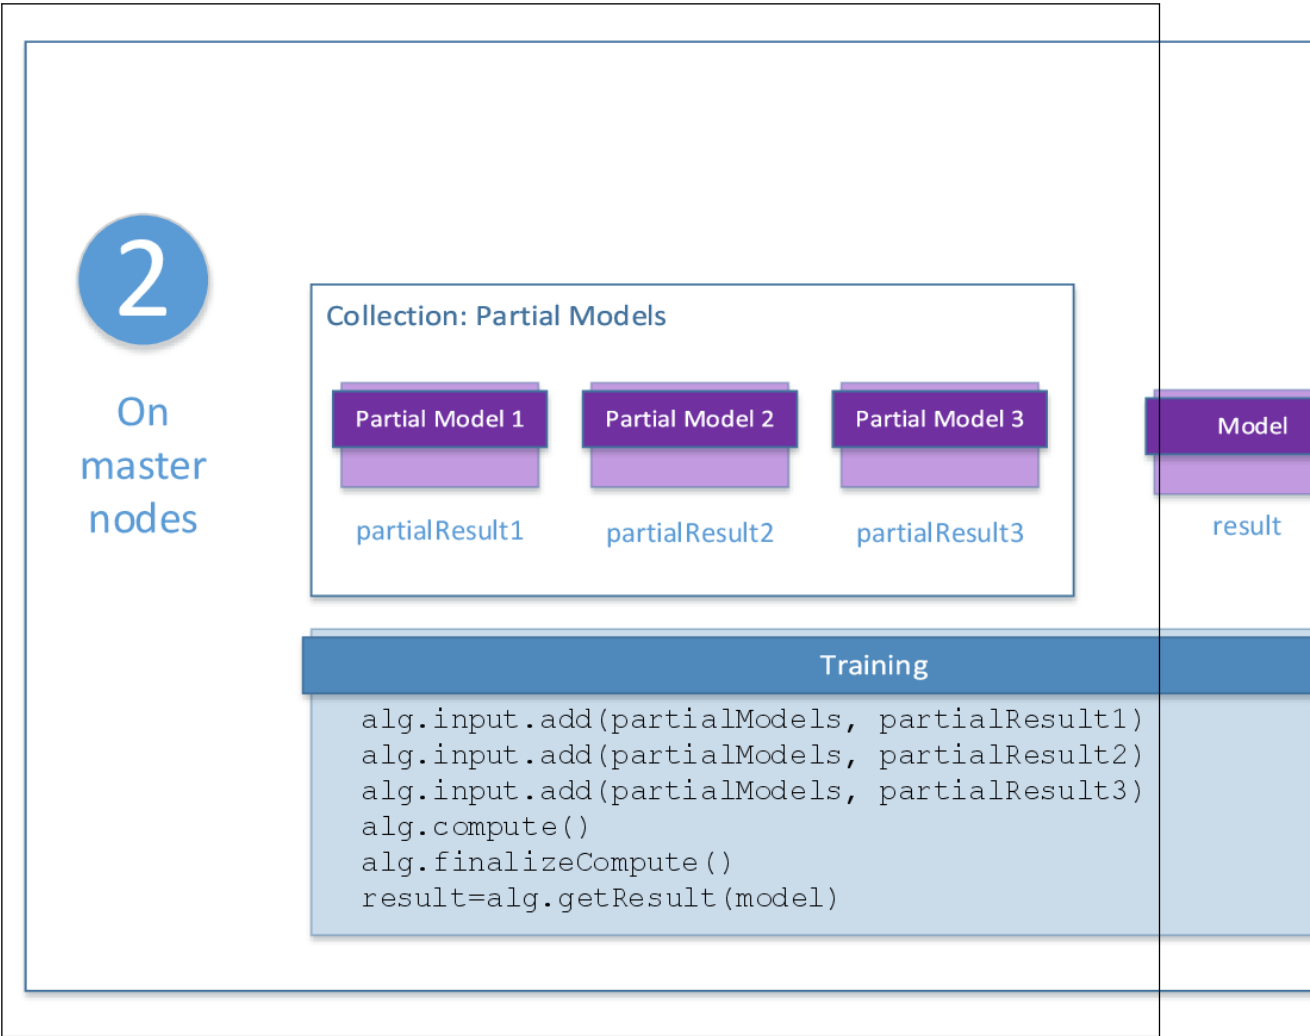 2
On
master
nodes
Collection: Partial Models
Partial Model 1
Partial Model 2
Partial Model 3
Model
partialResult1
partialResult2
partialResult3
result
Training
alg.input.add(partialModels, partialResult1)
alg.input.add(partialModels, partialResult2)
alg.input.add(partialModels, partialResult3)
alg.compute()
alg.finalizeCompute()
result=alg.getResult(model)